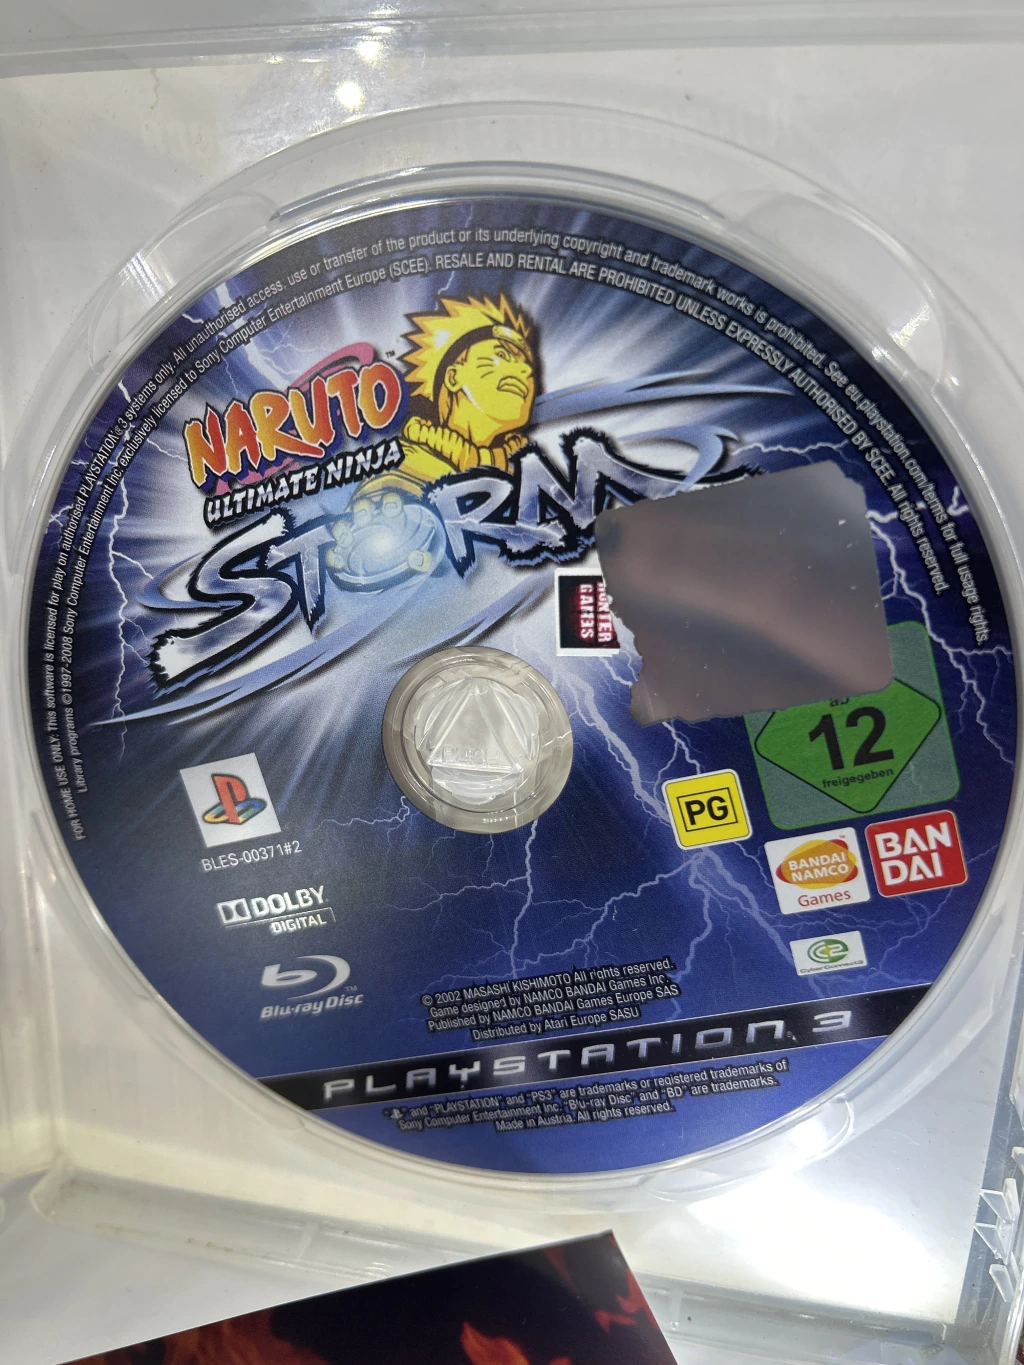 FOR HOME USE ONLY. This software is licensed for play on authorised PLAYSTATION®3 systems only. All unauthorised access, use or transfer of the product or its underlying copyright and trademark works is prohibited. See eu.playstation.com/terms for full usage rights.
Library programs ©1997-2008 Sony Computer Entertainment Inc. exclusively licensed to Sony Computer Entertainment Europe (SCEE). RESALE AND RENTAL ARE PROHIBITED UNLESS EXPRESSLY AUTHORISED BY SCEE. All rights reserved.
NARUTO™
ULTIMATE NINJA
STORM
GAMES
ab
12
freigegeben
PG
BLES-00371#2
BANDAI
NAMCO
Games
BAN
DAI
DOLBY
DIGITAL
CyberConnect2
Blu-ray Disc™
© 2002 MASASHI KISHIMOTO All rights reserved.
Game designed by NAMCO BANDAI Games Inc.
Published by NAMCO BANDAI Games Europe SAS
Distributed by Atari Europe SASU
PLAYSTATION 3
" " and "PLAYSTATION" and "PS3" are trademarks or registered trademarks of
Sony Computer Entertainment Inc. "Blu-ray Disc" and "BD" are trademarks.
Made in Austria. All rights reserved.